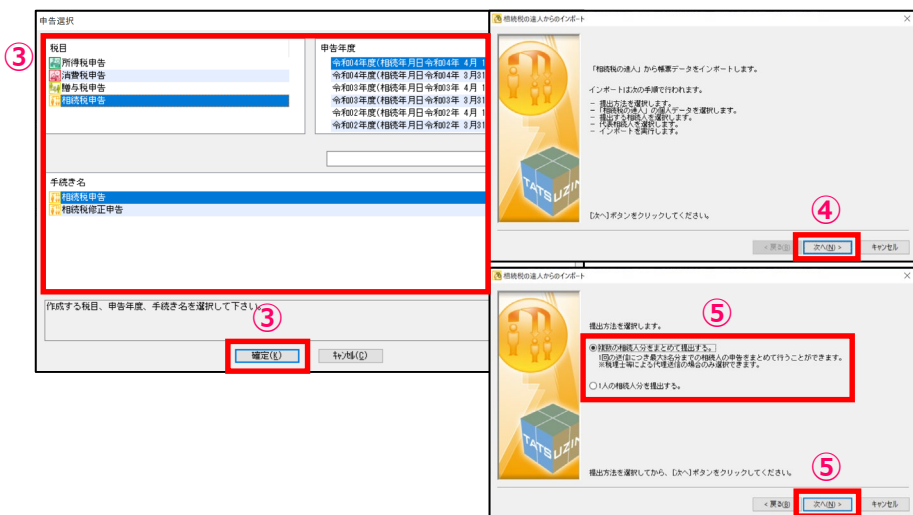 申告選択
③
税目
所得税申告
消費税申告
贈与税申告
相続税申告
申告年度
令和04年度(相続年月日令和04年 4月 1
令和04年度(相続年月日令和04年 3月31
令和03年度(相続年月日令和03年 4月 1
令和03年度(相続年月日令和03年 3月31
令和02年度(相続年月日令和02年 4月 1
令和02年度(相続年月日令和02年 3月31
手続き名
相続税申告
相続税修正申告
作成する税目、申告年度、手続き名を選択して下さい。
③
確定(K)
キャンセル(C)
相続税の達人からのインポート
「相続税の達人」から帳票データをインポートします。
インポートは次の手順で行われます。
- 提出方法を選択します。
- 「相続税の達人」の個人データを選択します。
- 提出する相続人を選択します。
- 代表相続人を選択します。
- インポートを実行します。
TATSUZIN
[次へ]ボタンをクリックしてください。
④
< 戻る(B)
次へ(N) >
キャンセル
相続税の達人からのインポート
⑤
提出方法を選択します。
複数の相続人分をまとめて提出する。
1回の送信につき最大9名分までの相続人の申告をまとめて行うことができます。
※税理士等による代理送信の場合のみ選択できます。
1人の相続人分を提出する。
TATSUZIN
提出方法を選択してから、[次へ]ボタンをクリックしてください。
⑤
< 戻る(B)
次へ(N) >
キャンセル